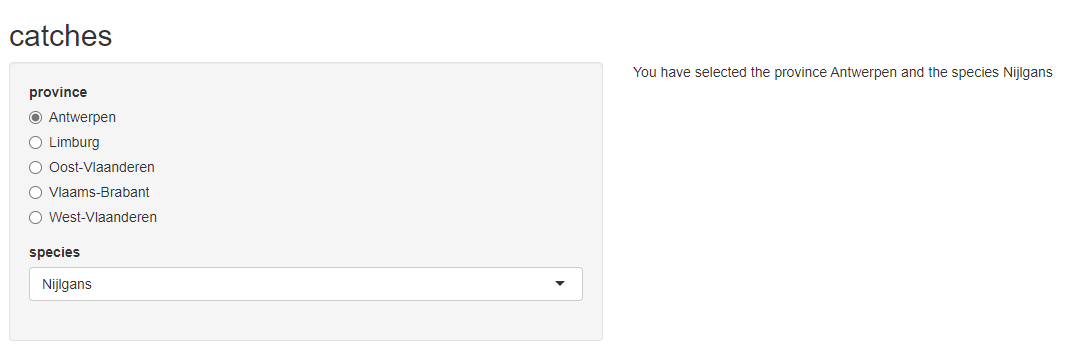 catches
province
Antwerpen
Limburg
Oost-Vlaanderen
Vlaams-Brabant
West-Vlaanderen
species
Nijlgans
You have selected the province Antwerpen and the species Nijlgans